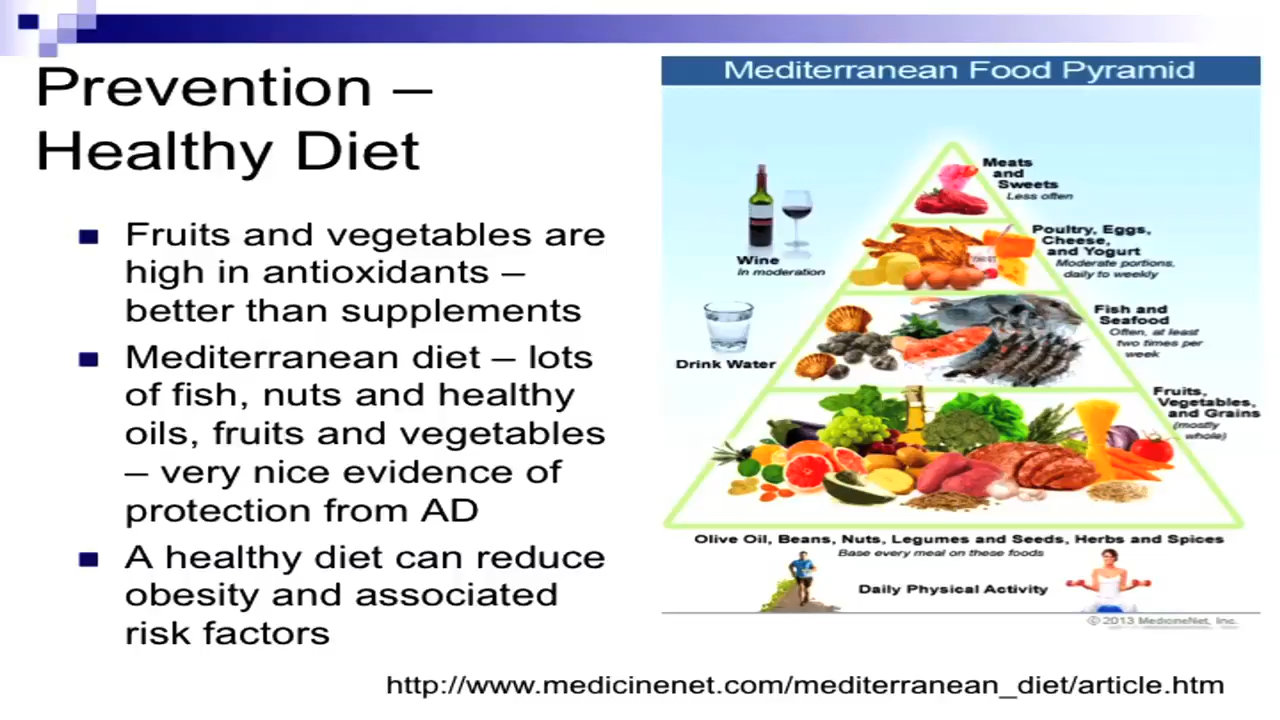 Prevention –
Healthy Diet
Fruits and vegetables are
high in antioxidants –
better than supplements
Mediterranean diet – lots
of fish, nuts and healthy
oils, fruits and vegetables
– very nice evidence of
protection from AD
A healthy diet can reduce
obesity and associated
risk factors
Mediterranean Food Pyramid
Meats
and
Sweets
Less often
Wine
In moderation
Poultry, Eggs,
Cheese,
and Yogurt
Moderate portions,
daily to weekly
Drink Water
Fish and
Seafood
Often, at least
two times per
week
Fruits,
Vegetables,
and Grains
(mostly
whole)
Olive Oil, Beans, Nuts, Legumes and Seeds, Herbs and Spices
Base every meal on these foods
Daily Physical Activity
© 2013 MedicineNet, Inc.
http://www.medicinenet.com/mediterranean_diet/article.htm